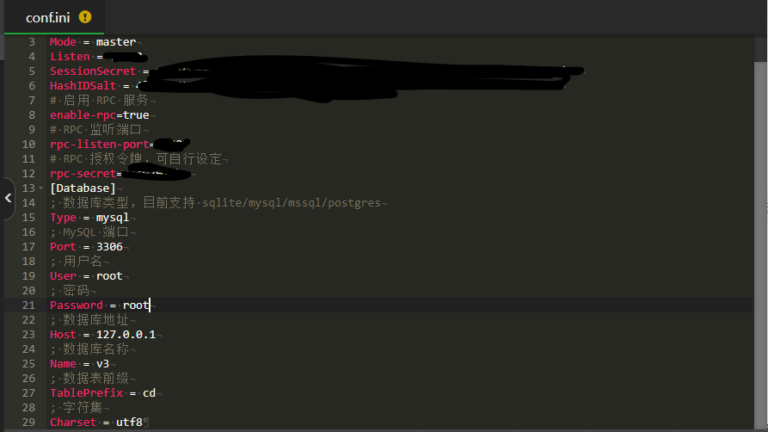 conf.ini
3 Mode = master
4 Listen =
5 SessionSecret =
6 HashIDSalt =
7 # 启用 RPC 服务
8 enable-rpc=true
9 # RPC 监听端口
10 rpc-listen-port=
11 # RPC 授权令牌，可自行设定
12 rpc-secret=
13 [Database]
14 ; 数据库类型，目前支持 sqlite/mysql/mssql/postgres
15 Type = mysql
16 ; MySQL 端口
17 Port = 3306
18 ; 用户名
19 User = root
20 ; 密码
21 Password = root
22 ; 数据库地址
23 Host = 127.0.0.1
24 ; 数据库名称
25 Name = v3
26 ; 数据表前缀
27 TablePrefix = cd
28 ; 字符集
29 Charset = utf8